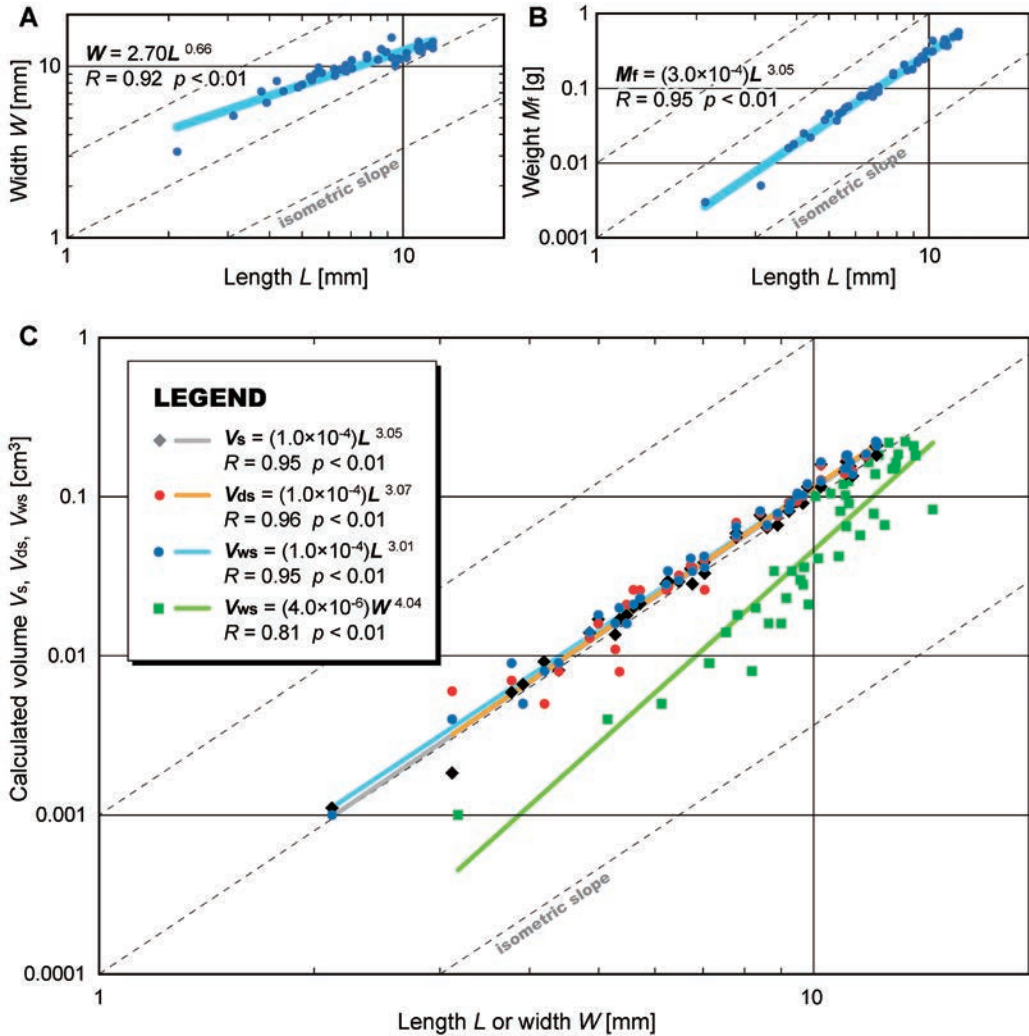 A
W = 2.70L^0.66
R = 0.92 p < 0.01
Width W [mm]
10
1
isometric slope
1
10
Length L [mm]
B
Mf = (3.0×10⁻⁴)L^3.05
R = 0.95 p < 0.01
Weight Mf [g]
1
0.1
0.01
0.001
isometric slope
1
10
Length L [mm]
C
Calculated volume Vs, Vds, Vws [cm³]
1
0.1
0.01
0.001
0.0001
LEGEND
Vs = (1.0×10⁻⁴)L^3.05
R = 0.95 p < 0.01
Vds = (1.0×10⁻⁴)L^3.07
R = 0.96 p < 0.01
Vws = (1.0×10⁻⁴)L^3.01
R = 0.95 p < 0.01
Vws = (4.0×10⁻⁶)W^4.04
R = 0.81 p < 0.01
isometric slope
1
10
Length L or width W [mm]